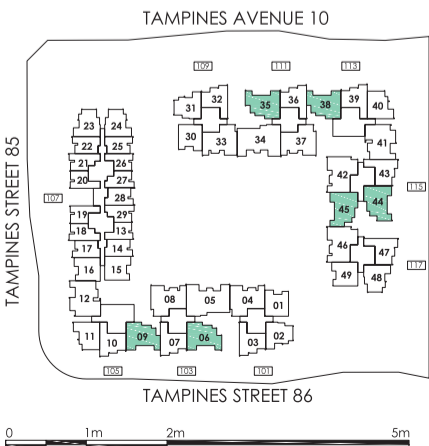 TAMPINES AVENUE 10
109 111 113
32 35 36 38 39 40
31
30 33 34 37 41
23 24
22 25
21 26
20 27
28
19 29
18 13
17 14
16 15
107
TAMPINES STREET 85
42 43
115
45 44
46 47
117
49 48
12 08 05 04 01
11 10 09 07 06 03 02
105 103 101
TAMPINES STREET 86
0 1m 2m 5m